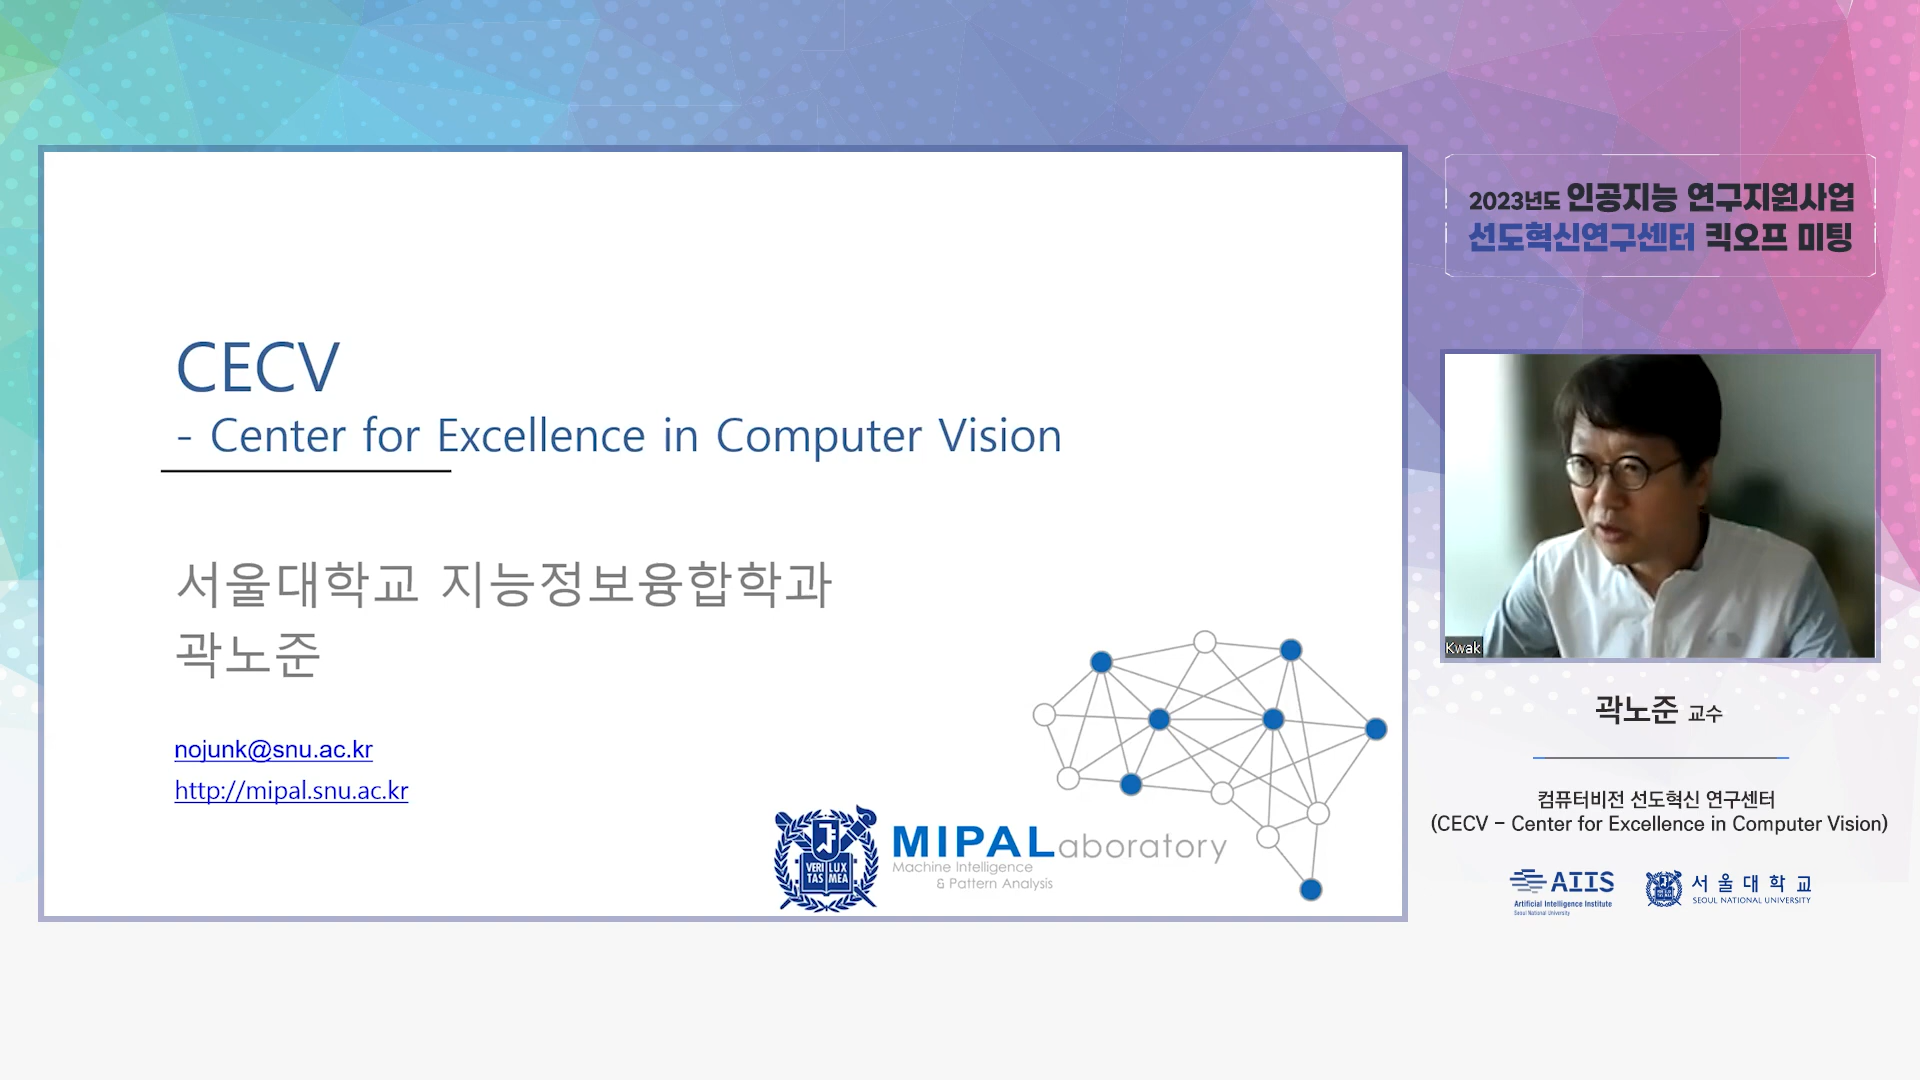 CECV
- Center for Excellence in Computer Vision
서울대학교 지능정보융합학과
곽노준
nojunk@snu.ac.kr
http://mipal.snu.ac.kr
VERI LUX
TAS MEA
MIPALaboratory
Machine Intelligence
& Pattern Analysis
2023년도 인공지능 연구지원사업
선도혁신연구센터 킥오프 미팅
Kwak
곽노준 교수
컴퓨터비전 선도혁신 연구센터
(CECV – Center for Excellence in Computer Vision)
AIIS
Artificial Intelligence Institute
Seoul National University
서울대학교
SEOUL NATIONAL UNIVERSITY